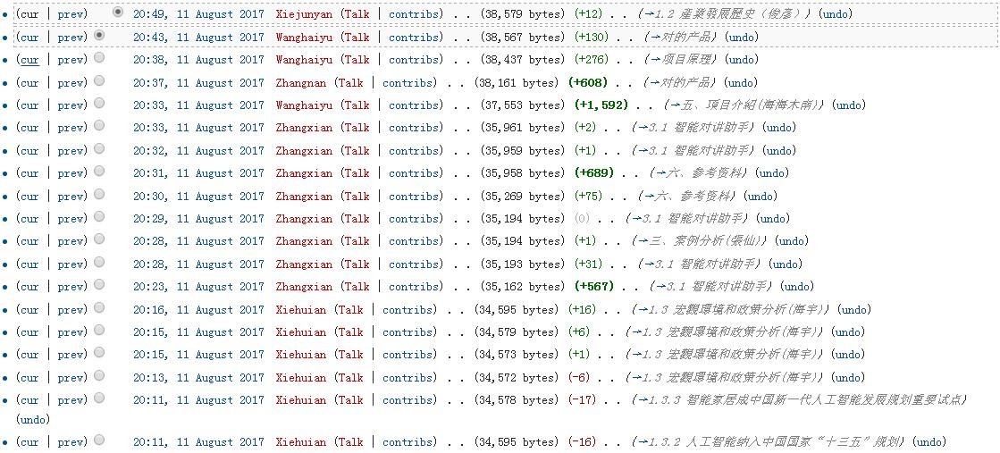 (cur | prev) 20:49, 11 August 2017 Xiejunyan (Talk | contribs) . . (38,579 bytes) (+12) . . (→1.2 産業發展歷史（俊彥）) (undo)
(cur | prev) 20:43, 11 August 2017 Wanghaiyu (Talk | contribs) . . (38,567 bytes) (+130) . . (→对的产品) (undo)
(cur | prev) 20:38, 11 August 2017 Wanghaiyu (Talk | contribs) . . (38,437 bytes) (+276) . . (→项目原理) (undo)
(cur | prev) 20:37, 11 August 2017 Zhangnan (Talk | contribs) . . (38,161 bytes) (+608) . . (→对的产品) (undo)
(cur | prev) 20:33, 11 August 2017 Wanghaiyu (Talk | contribs) . . (37,553 bytes) (+1,592) . . (→五、項目介紹(海海木南)) (undo)
(cur | prev) 20:33, 11 August 2017 Zhangxian (Talk | contribs) . . (35,961 bytes) (+2) . . (→3.1 智能对讲助手) (undo)
(cur | prev) 20:32, 11 August 2017 Zhangxian (Talk | contribs) . . (35,959 bytes) (+1) . . (→3.1 智能对讲助手) (undo)
(cur | prev) 20:31, 11 August 2017 Zhangxian (Talk | contribs) . . (35,958 bytes) (+689) . . (→六、参考资料) (undo)
(cur | prev) 20:30, 11 August 2017 Zhangxian (Talk | contribs) . . (35,269 bytes) (+75) . . (→六、参考资料) (undo)
(cur | prev) 20:29, 11 August 2017 Zhangxian (Talk | contribs) . . (35,194 bytes) (0) . . (→3.1 智能对讲助手) (undo)
(cur | prev) 20:28, 11 August 2017 Zhangxian (Talk | contribs) . . (35,194 bytes) (+1) . . (→三、案例分析(張仙)) (undo)
(cur | prev) 20:28, 11 August 2017 Zhangxian (Talk | contribs) . . (35,193 bytes) (+31) . . (→3.1 智能对讲助手) (undo)
(cur | prev) 20:23, 11 August 2017 Zhangxian (Talk | contribs) . . (35,162 bytes) (+567) . . (→3.1 智能对讲助手) (undo)
(cur | prev) 20:16, 11 August 2017 Xiehuian (Talk | contribs) . . (34,595 bytes) (+16) . . (→1.3 宏觀環境和政策分析(海宇)) (undo)
(cur | prev) 20:15, 11 August 2017 Xiehuian (Talk | contribs) . . (34,579 bytes) (+6) . . (→1.3 宏觀環境和政策分析(海宇)) (undo)
(cur | prev) 20:15, 11 August 2017 Xiehuian (Talk | contribs) . . (34,573 bytes) (+1) . . (→1.3 宏觀環境和政策分析(海宇)) (undo)
(cur | prev) 20:13, 11 August 2017 Xiehuian (Talk | contribs) . . (34,572 bytes) (-6) . . (→1.3 宏觀環境和政策分析(海宇)) (undo)
(cur | prev) 20:11, 11 August 2017 Xiehuian (Talk | contribs) . . (34,578 bytes) (-17) . . (→1.3.3 智能家居成中国新一代人工智能发展规划重要试点)
(undo)
(cur | prev) 20:11, 11 August 2017 Xiehuian (Talk | contribs) . . (34,595 bytes) (-16) . . (→1.3.2 人工智能纳入中国国家“十三五”规划) (undo)